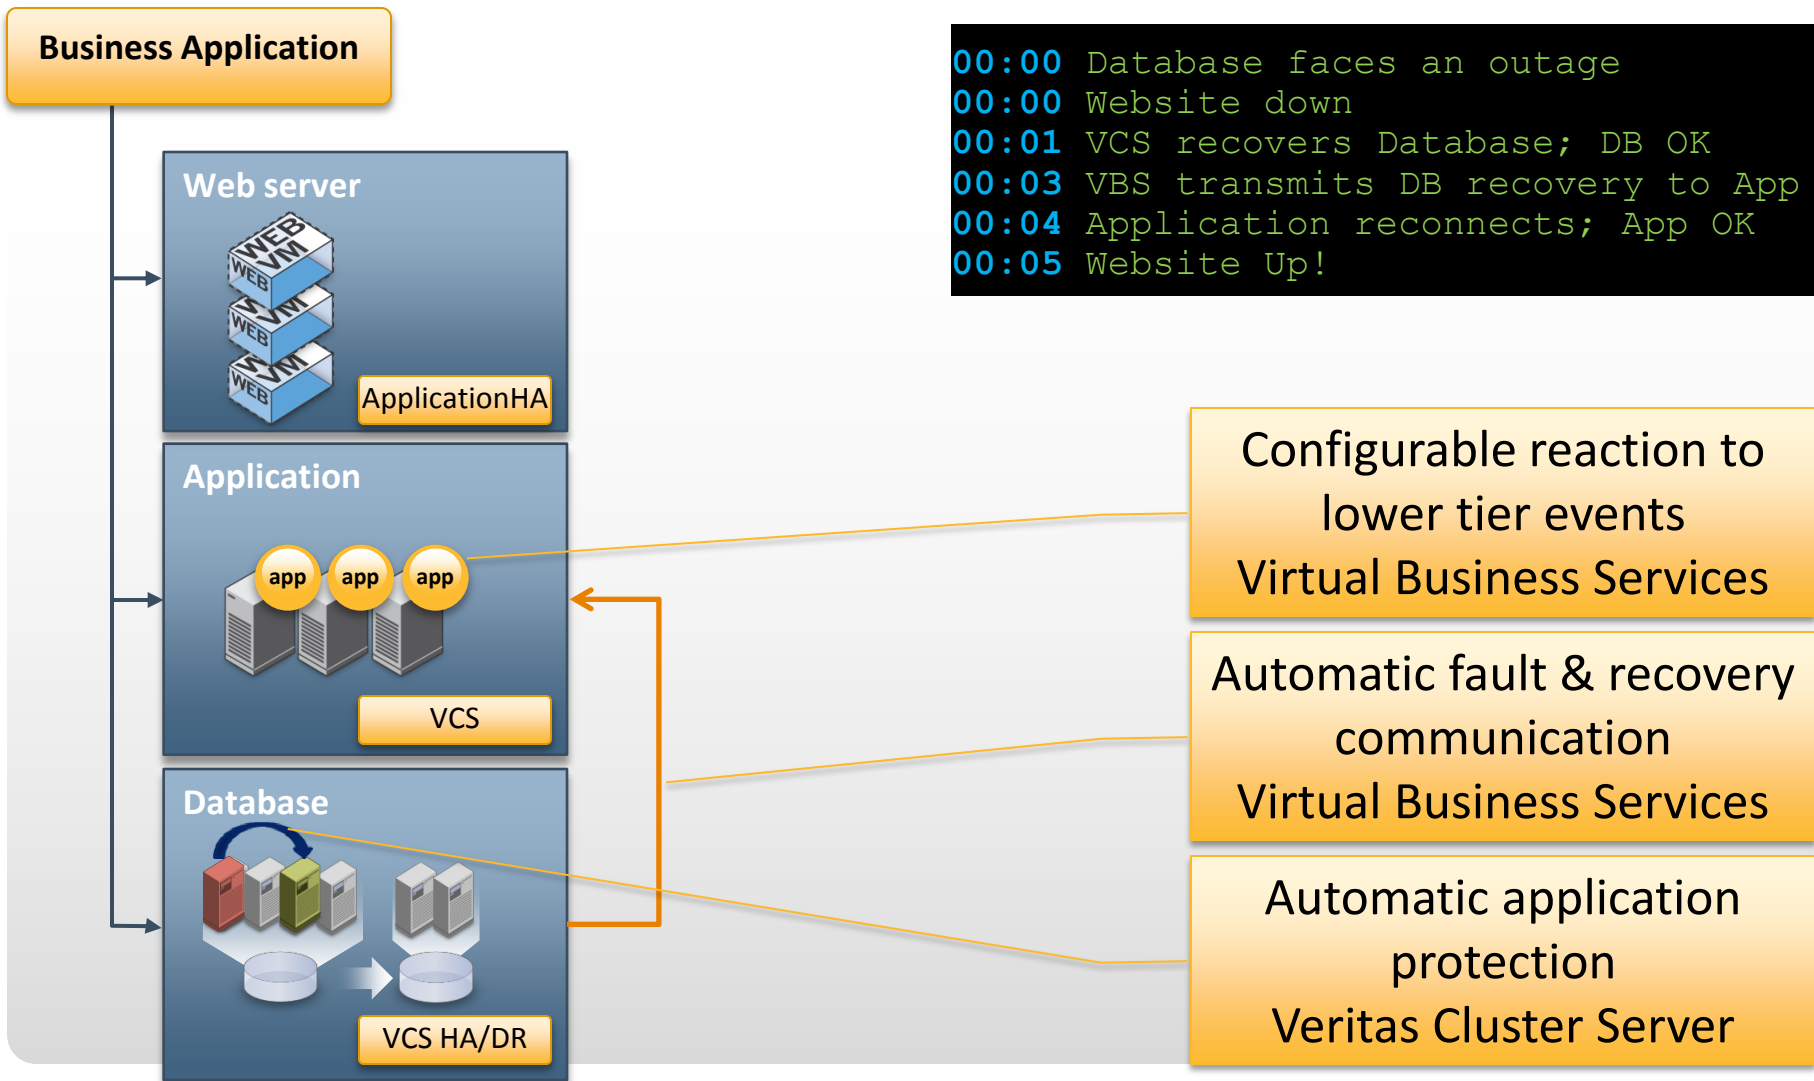 Business Application
00:00 Database faces an outage
00:00 Website down
00:01 VCS recovers Database; DB OK
00:03 VBS transmits DB recovery to App
00:04 Application reconnects; App OK
00:05 Website Up!
Web server
WEB
VM
WEB
VM
WEB
VM
WEB
ApplicationHA
Application
app
app
app
VCS
Database
VCS HA/DR
Configurable reaction to
lower tier events
Virtual Business Services
Automatic fault & recovery
communication
Virtual Business Services
Automatic application
protection
Veritas Cluster Server